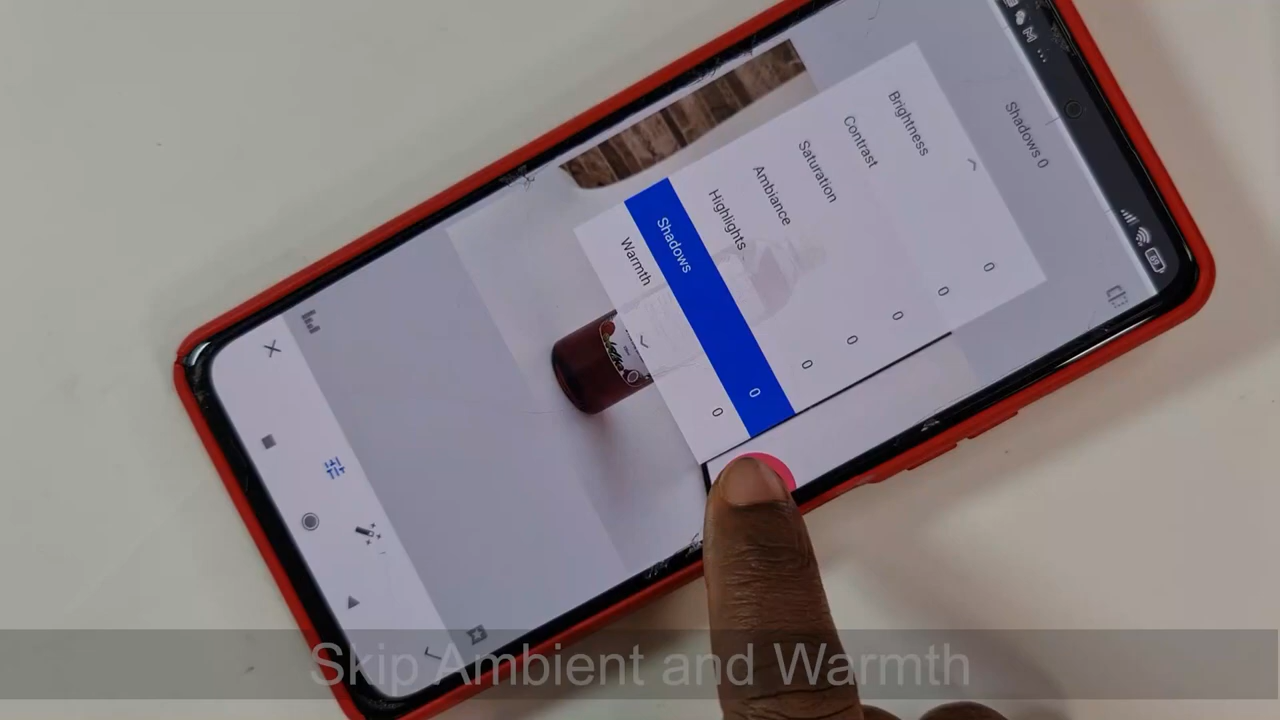 69
Shadows 0
Brightness 0
Contrast 0
Saturation 0
Ambiance 0
Highlights 0
Shadows 0
Warmth 0
Skip Ambient and Warmth